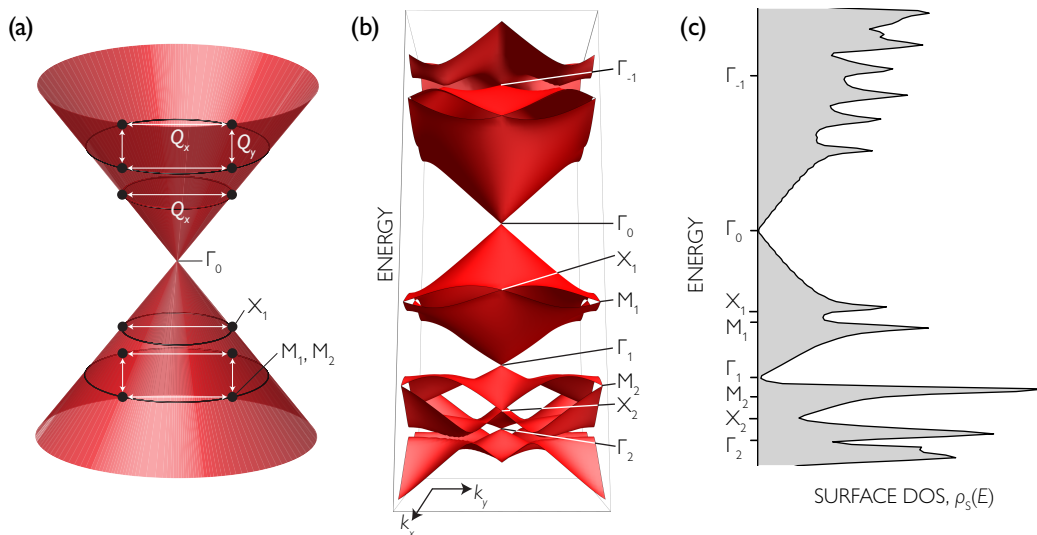 (a)
Qx
Qy
Qx
Γ0
X1
M1, M2
(b)
ENERGY
Γ-1
Γ0
X1
M1
Γ1
M2
X2
Γ2
ky
kx
(c)
ENERGY
Γ-1
Γ0
X1
M1
Γ1
M2
X2
Γ2
SURFACE DOS, ρS(E)